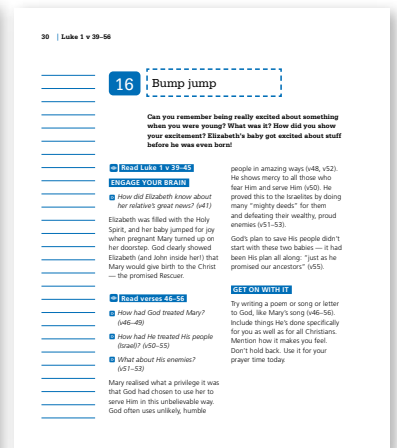 30 | Luke 1 v 39–56
16 Bump jump
Can you remember being really excited about something
when you were young? What was it? How did you show
your excitement? Elizabeth's baby got excited about stuff
before he was even born!
Read Luke 1 v 39–45
ENGAGE YOUR BRAIN
How did Elizabeth know about
her relative's great news? (v41)
Elizabeth was filled with the Holy
Spirit, and her baby jumped for joy
when pregnant Mary turned up on
her doorstep. God clearly showed
Elizabeth (and John inside her!) that
Mary would give birth to the Christ
— the promised Rescuer.
Read verses 46–56
How had God treated Mary?
(v46–49)
How had He treated His people
(Israel)? (v50–55)
What about His enemies?
(v51–53)
Mary realised what a privilege it was
that God had chosen to use her to
serve Him in this unbelievable way.
God often uses unlikely, humble
people in amazing ways (v48, v52).
He shows mercy to all those who
fear Him and serve Him (v50). He
proved this to the Israelites by doing
many "mighty deeds" for them
and defeating their wealthy, proud
enemies (v51–53).
God's plan to save His people didn't
start with these two babies — it had
been His plan all along: "just as he
promised our ancestors" (v55).
GET ON WITH IT
Try writing a poem or song or letter
to God, like Mary's song (v46–56).
Include things He's done specifically
for you as well as for all Christians.
Mention how it makes you feel.
Don't hold back. Use it for your
prayer time today.